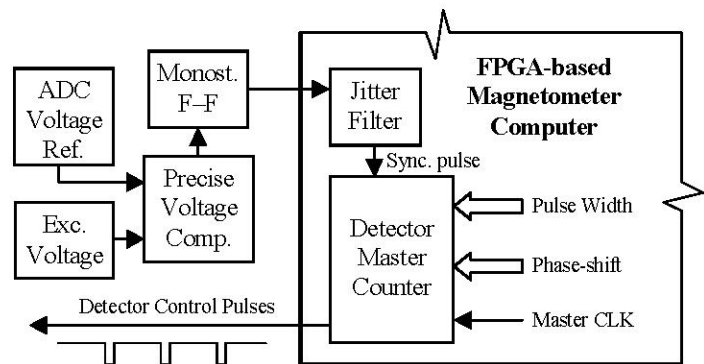 ADC
Voltage
Ref.
Exc.
Voltage
Monost.
F–F
Precise
Voltage
Comp.
Jitter
Filter
FPGA-based
Magnetometer
Computer
Sync. pulse
Detector
Master
Counter
Pulse Width
Phase-shift
Master CLK
Detector Control Pulses